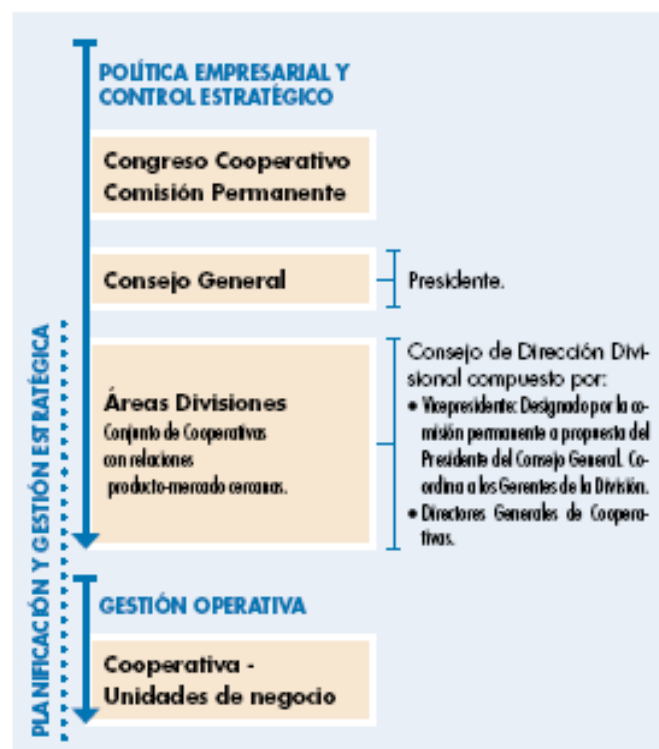 POLÍTICA EMPRESARIAL Y
CONTROL ESTRATÉGICO
Congreso Cooperativo
Comisión Permanente
Consejo General
Presidente.
Áreas Divisiones
Conjunto de Cooperativas
con relaciones
producto-mercado cercanas.
Consejo de Dirección Divi-
sional compuesto por:
• Vicepresidente: Designado por la co-
misión permanente a propuesta del
Presidente del Consejo General. Co-
ordina a los Gerentes de la División.
• Directores Generales de Coopera-
tivas.
PLANIFICACIÓN Y GESTIÓN ESTRATÉGICA
GESTIÓN OPERATIVA
Cooperativa -
Unidades de negocio